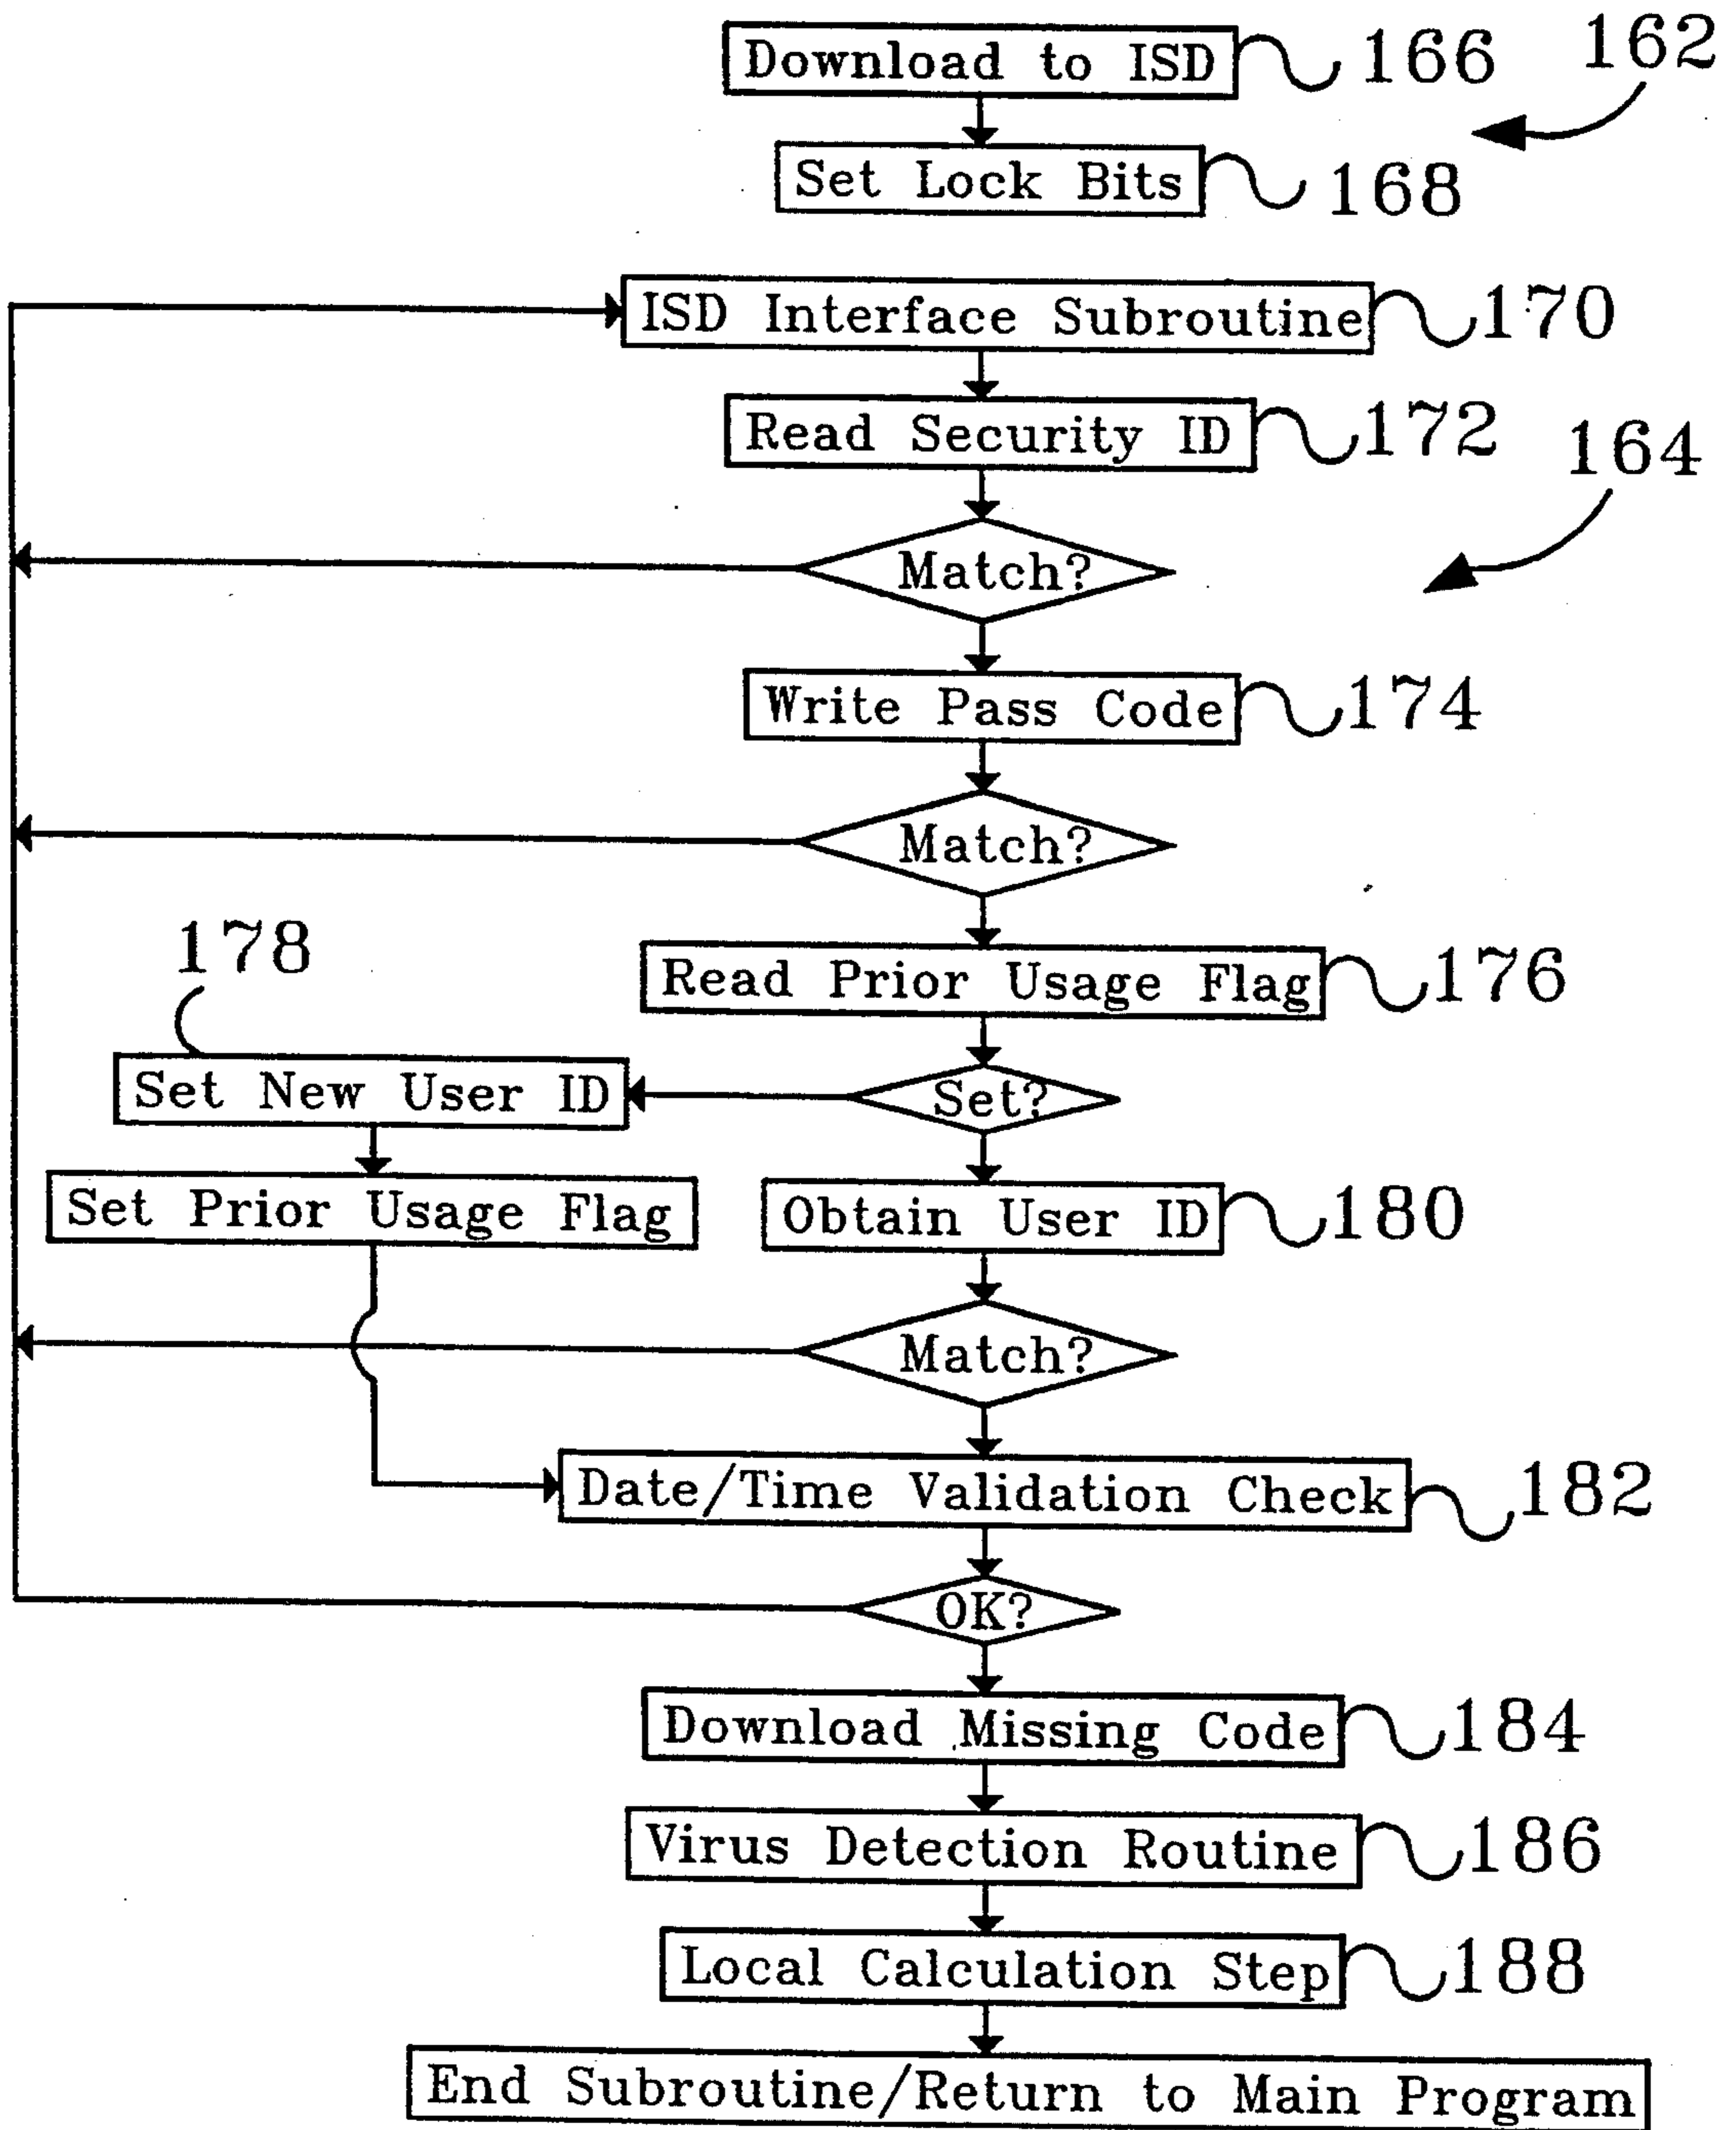 Download to ISD 166 162
Set Lock Bits 168
ISD Interface Subroutine 170
Read Security ID 172
164
Match?
Write Pass Code 174
Match?
178
Read Prior Usage Flag 176
Set New User ID
Set?
Set Prior Usage Flag
Obtain User ID 180
Match?
Date/Time Validation Check 182
OK?
Download Missing Code 184
Virus Detection Routine 186
Local Calculation Step 188
End Subroutine/Return to Main Program